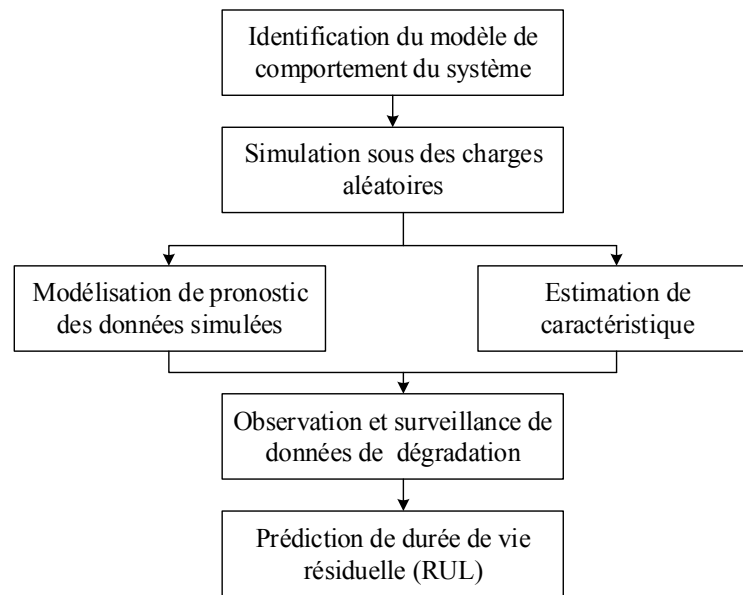 Identification du modèle de
comportement du système
Simulation sous des charges
aléatoires
Modélisation de pronostic
des données simulées
Estimation de
caractéristique
Observation et surveillance de
données de dégradation
Prédiction de durée de vie
résiduelle (RUL)